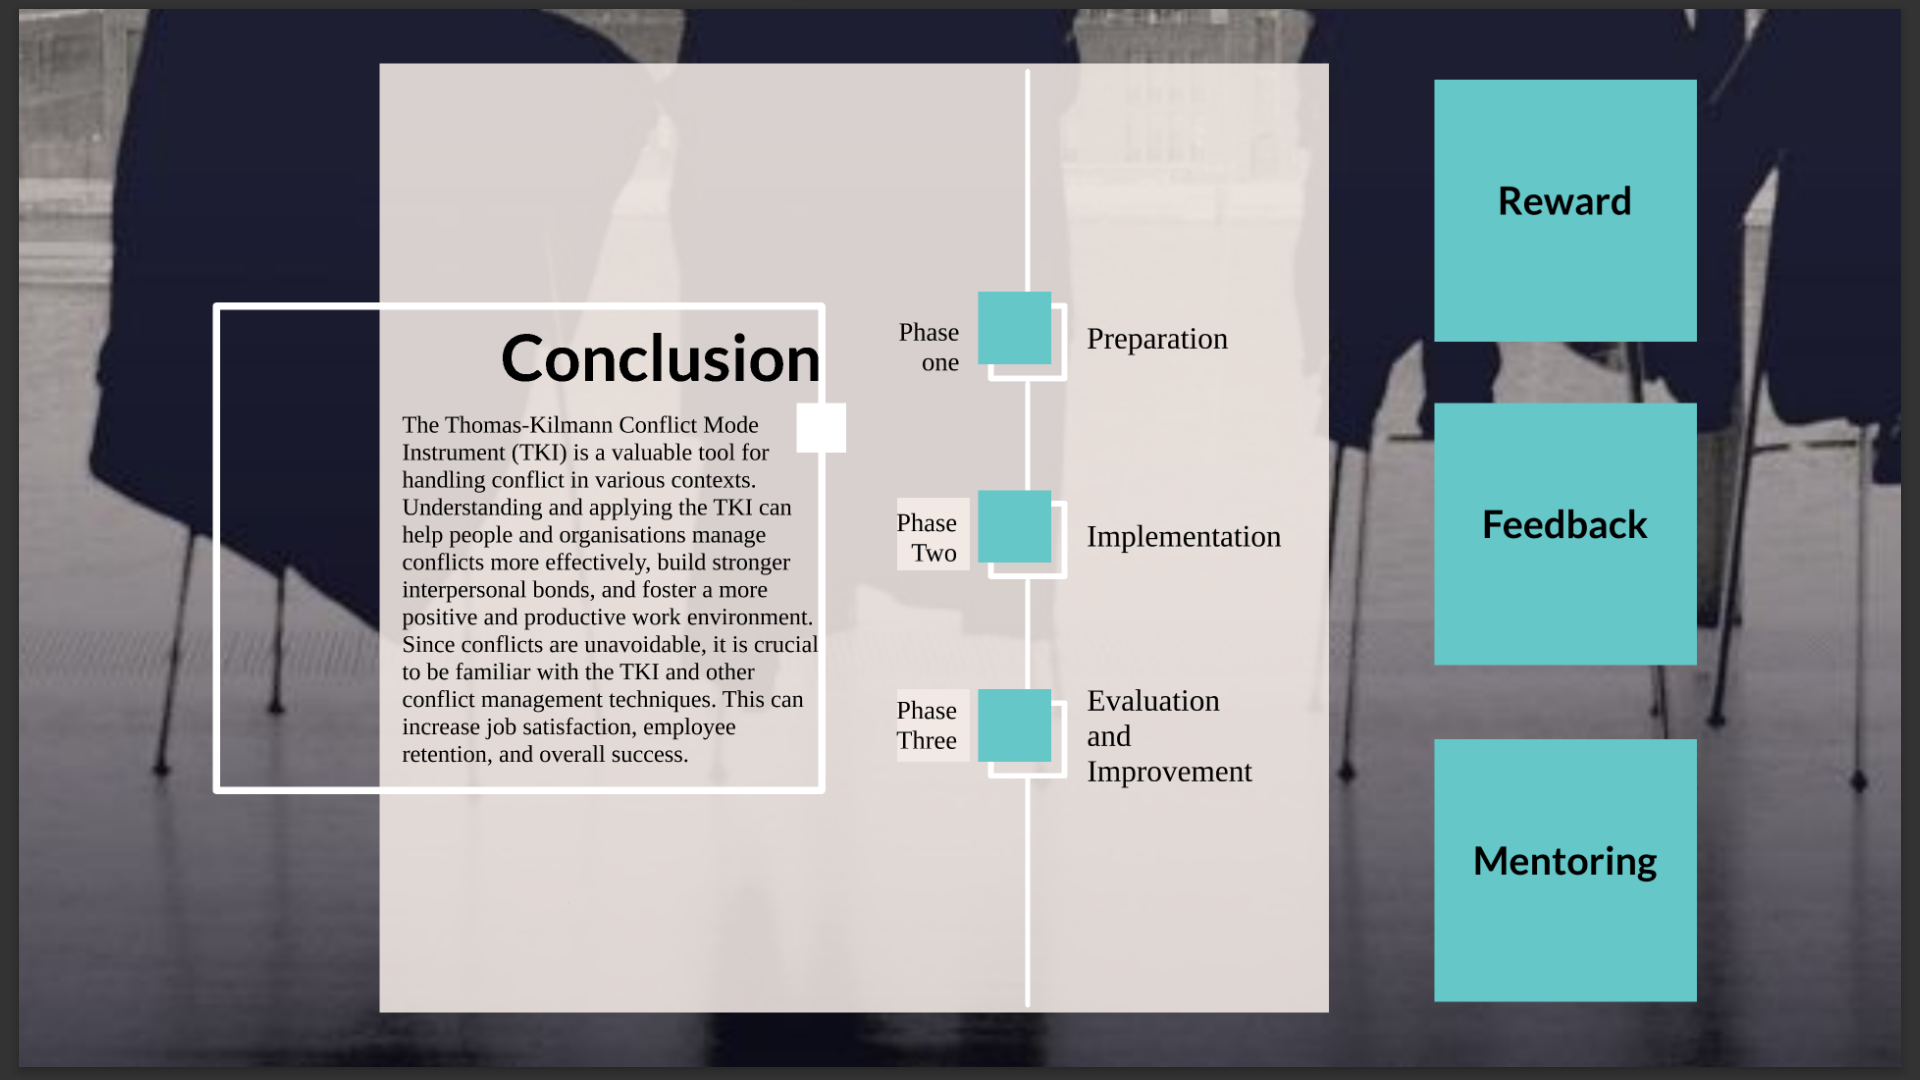 Conclusion
The Thomas-Kilmann Conflict Mode
Instrument (TKI) is a valuable tool for
handling conflict in various contexts.
Understanding and applying the TKI can
help people and organisations manage
conflicts more effectively, build stronger
interpersonal bonds, and foster a more
positive and productive work environment.
Since conflicts are unavoidable, it is crucial
to be familiar with the TKI and other
conflict management techniques. This can
increase job satisfaction, employee
retention, and overall success.
Phase
one
Preparation
Phase
Two
Implementation
Phase
Three
Evaluation
and
Improvement
Reward
Feedback
Mentoring